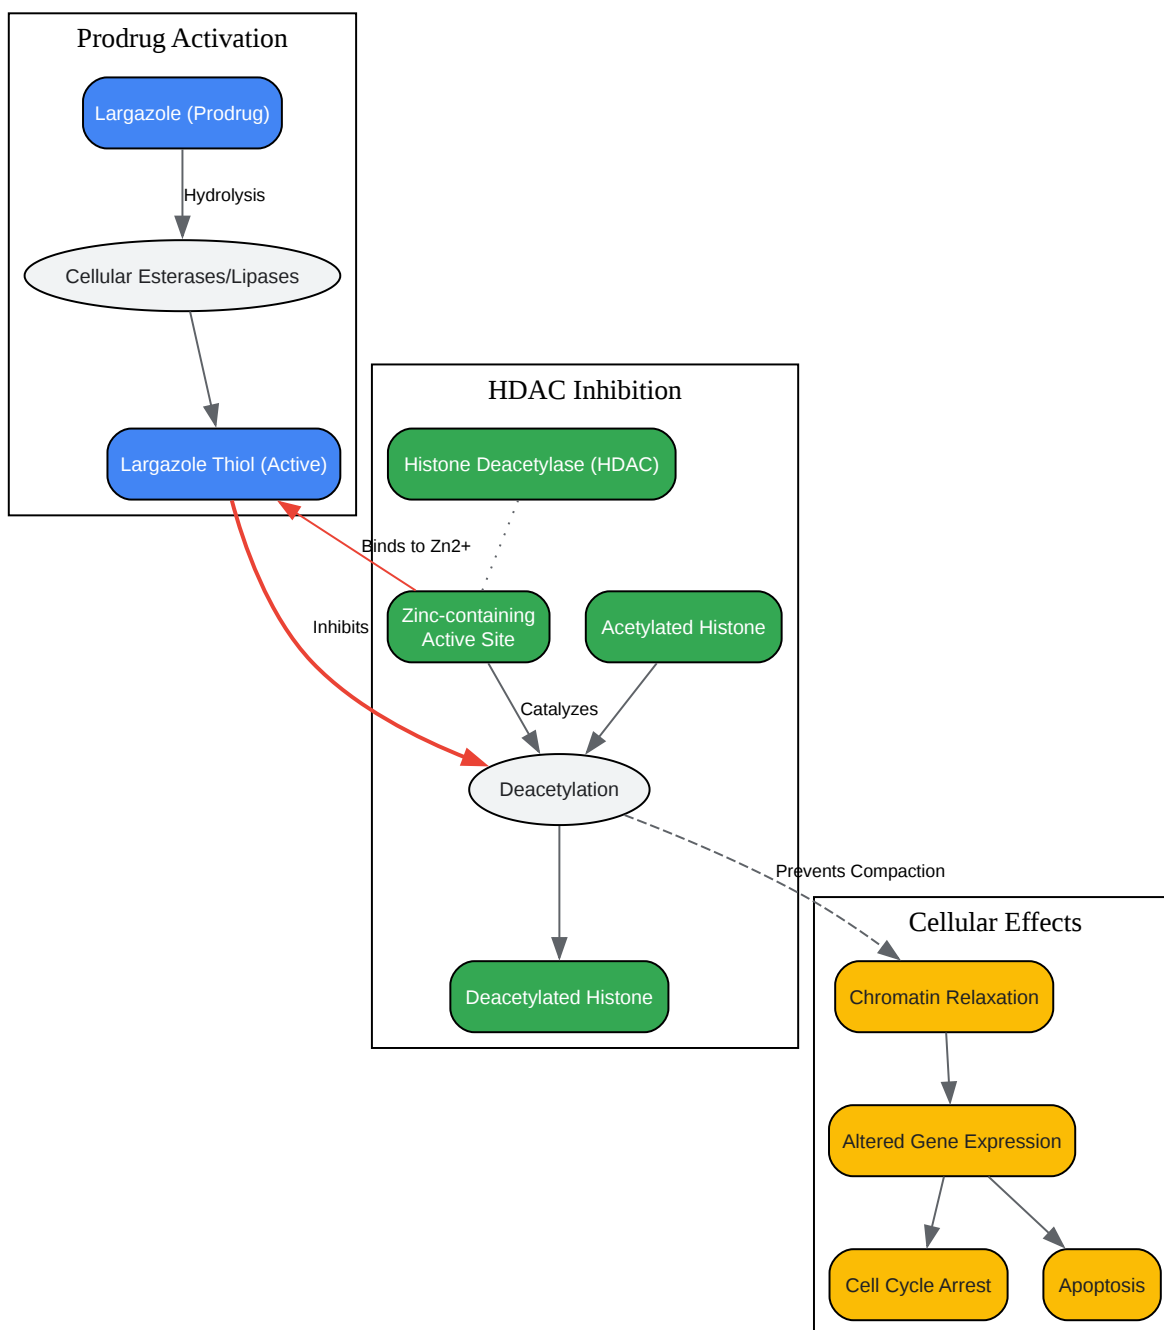 Prodrug Activation
Largazole (Prodrug)
Hydrolysis
Cellular Esterases/Lipases
Largazole Thiol (Active)
HDAC Inhibition
Histone Deacetylase (HDAC)
Binds to Zn2+
Inhibits
Zinc-containing
Active Site
Acetylated Histone
Catalyzes
Deacetylation
Prevents Compaction
Deacetylated Histone
Cellular Effects
Chromatin Relaxation
Altered Gene Expression
Cell Cycle Arrest
Apoptosis